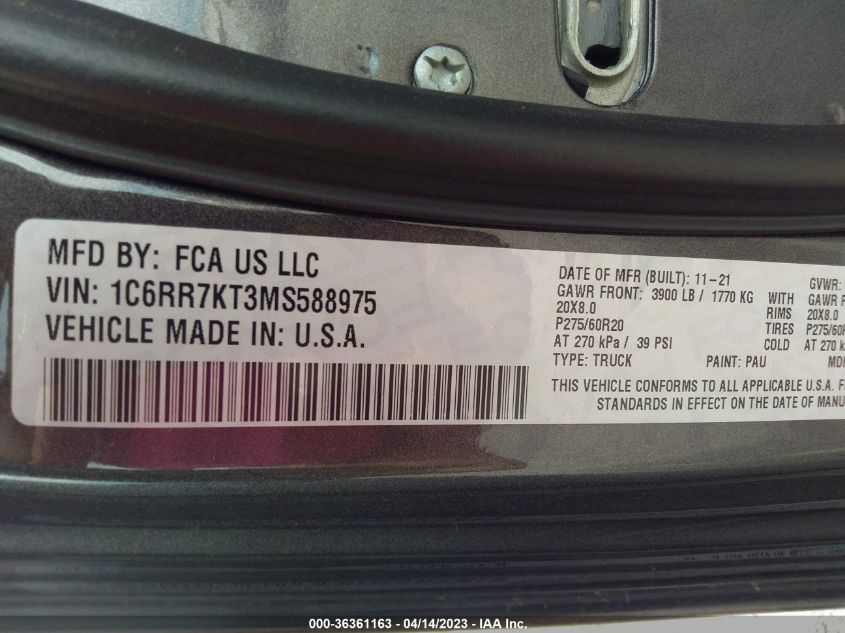 MFD BY: FCA US LLC
VIN: 1C6RR7KT3MS588975
VEHICLE MADE IN: U.S.A.
DATE OF MFR (BUILT): 11-21 GVWR:
GAWR FRONT: 3900 LB / 1770 KG WITH GAWR
20X8.0 RIMS 20X8.0
P275/60R20 TIRES
AT 270 kPa / 39 PSI COLD AT 270
TYPE: TRUCK PAINT: PAU
THIS VEHICLE CONFORMS TO ALL APPLICABLE U.S.A.
STANDARDS IN EFFECT ON THE DATE OF
000-36361163 - 04/14/2023 - IAA Inc.